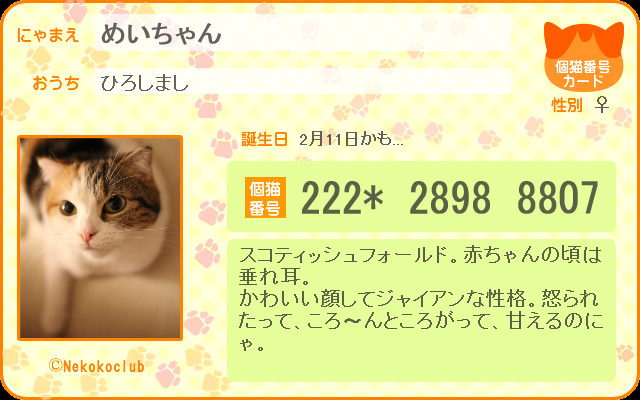 にゃまえ めいちゃん
個猫番号
カード
おうち ひろしまし
性別 ♀
誕生日 2月11日かも...
個猫
番号
222* 2898 8807
スコティッシュフォールド。赤ちゃんの頃は
垂れ耳。
かわいい顔してジャイアンな性格。怒られ
たって、ころ～んところがって、甘えるのに
ゃ。
©Nekokoclub